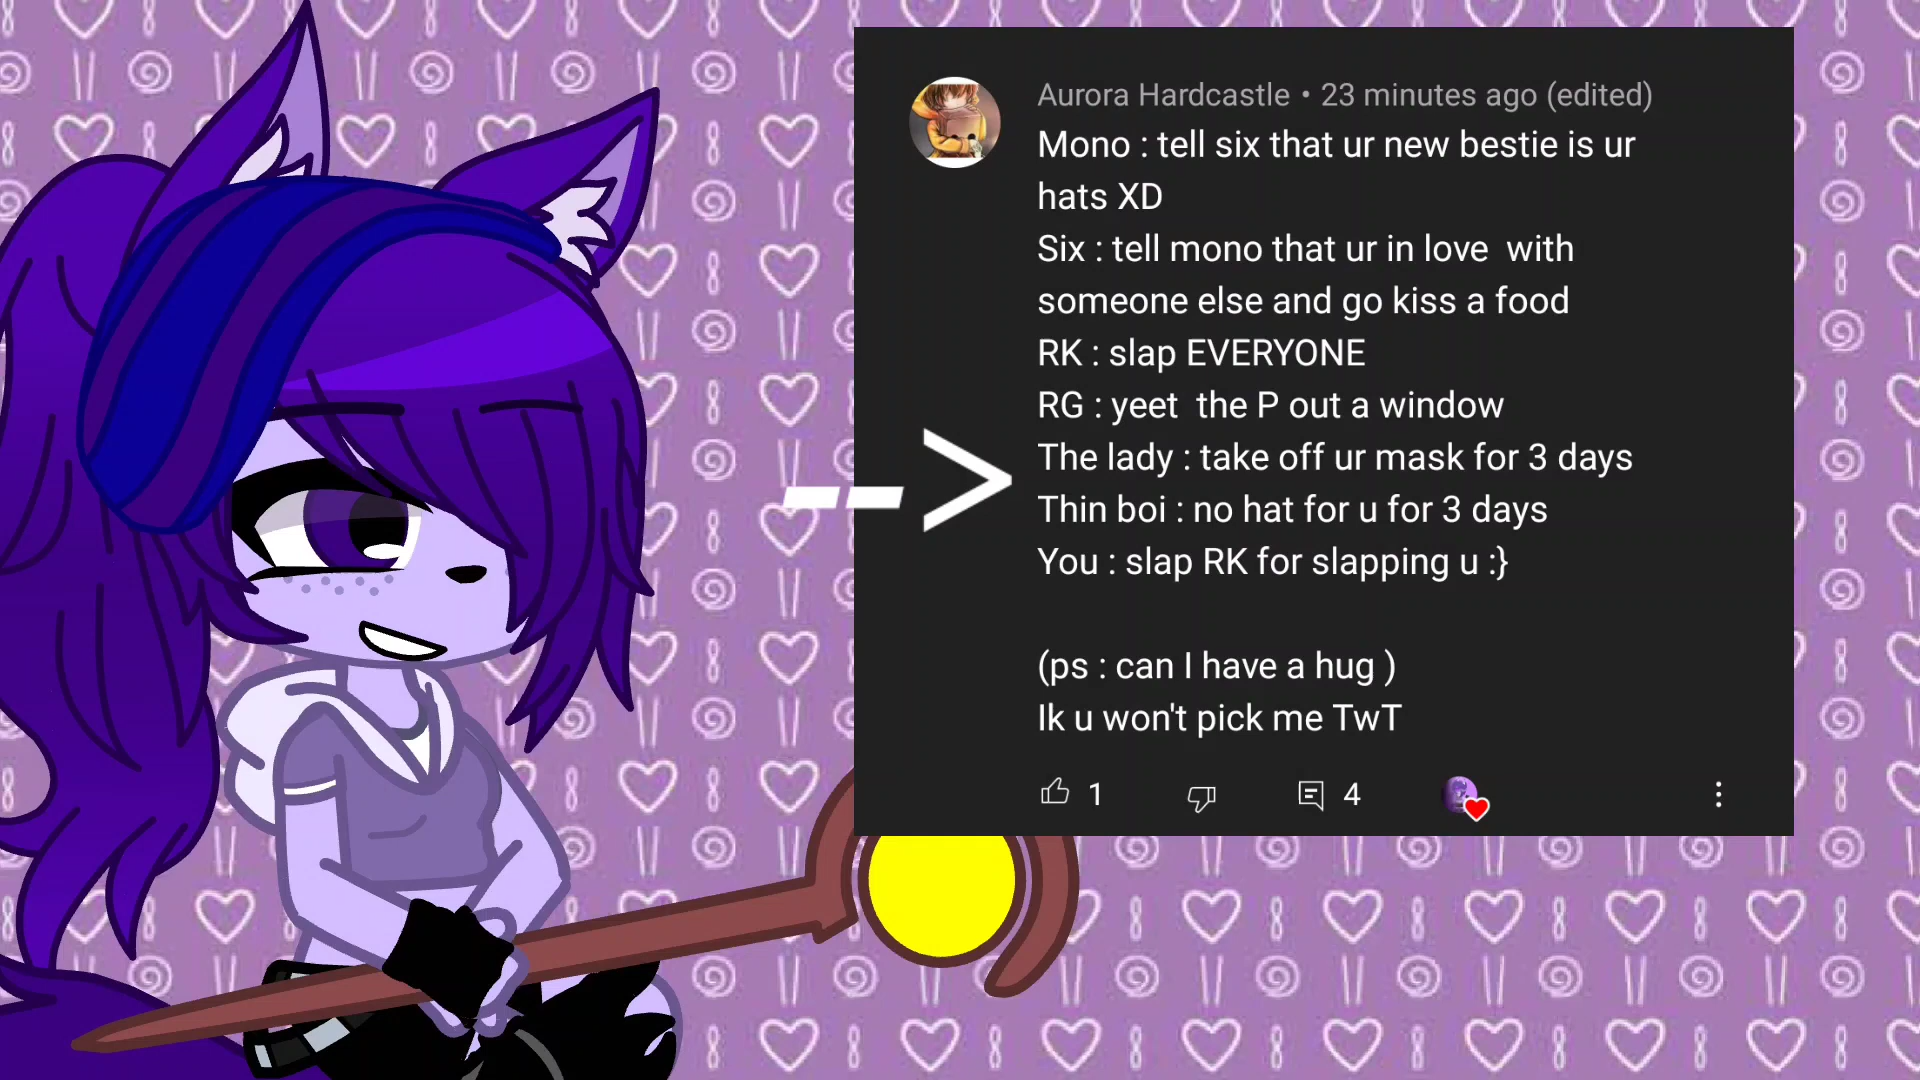 Aurora Hardcastle • 23 minutes ago (edited)
Mono : tell six that ur new bestie is ur
hats XD
Six : tell mono that ur in love  with
someone else and go kiss a food
RK : slap EVERYONE
RG : yeet  the P out a window
-->
The lady : take off ur mask for 3 days
Thin boi : no hat for u for 3 days
You : slap RK for slapping u :}
(ps : can I have a hug )
Ik u won't pick me TwT
1
4